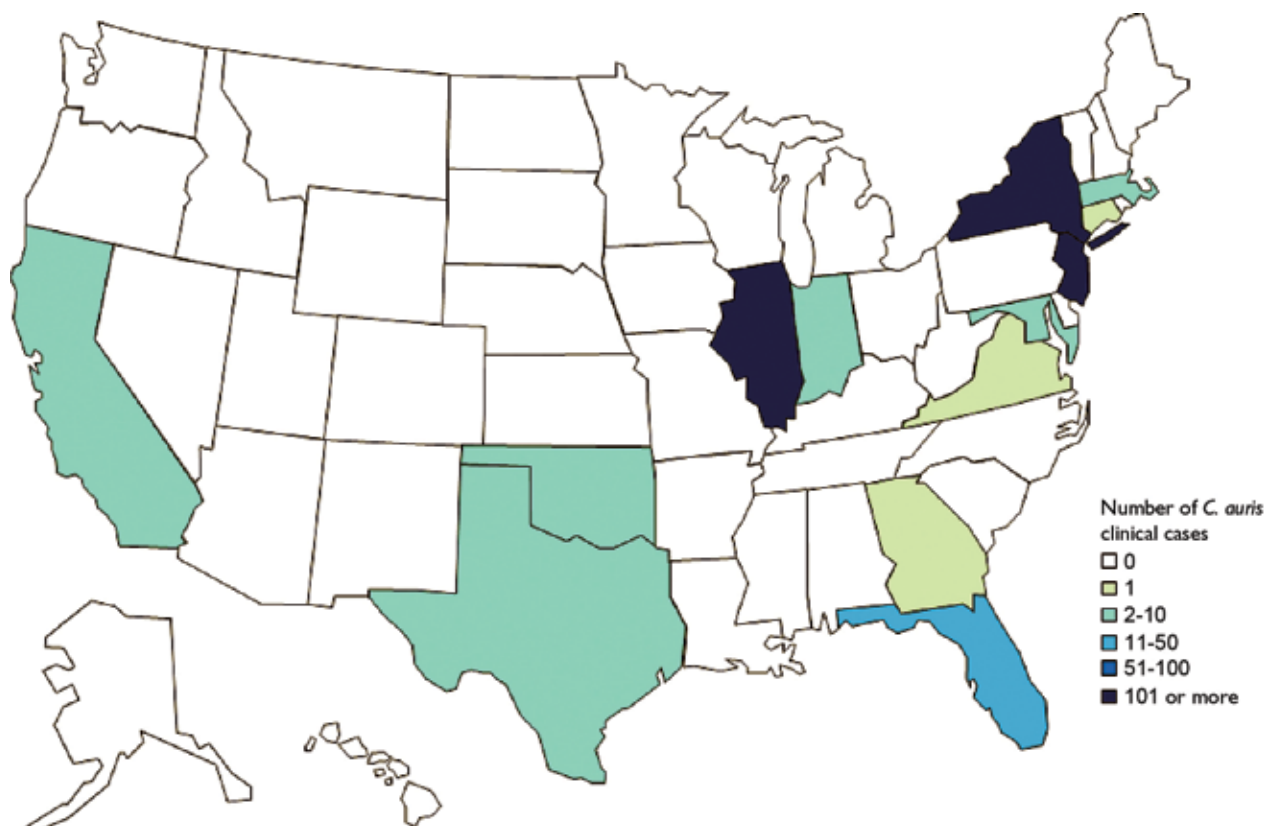 Number of C. auris
clinical cases
0
1
2-10
11-50
51-100
101 or more